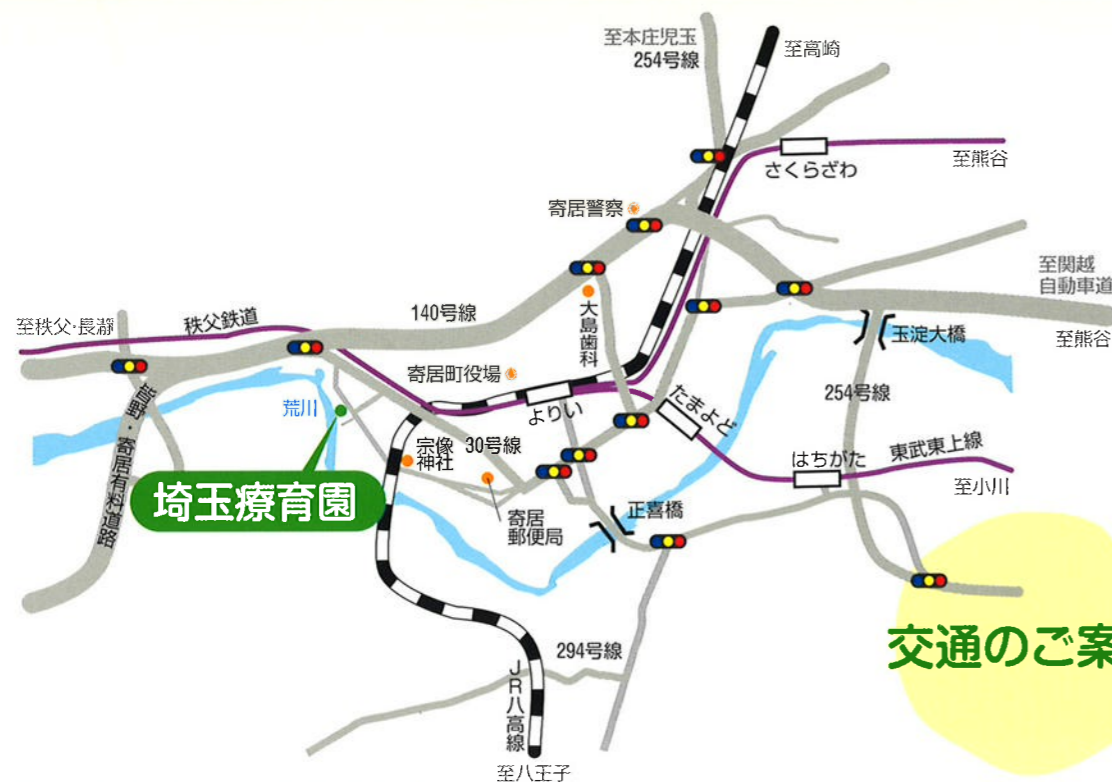 至本庄児玉
254号線
至高崎
至熊谷
さくらざわ
寄居警察
至関越
自動車道
至熊谷
140号線
大島歯科
秩父鉄道
至秩父・長瀞
玉淀大橋
254号線
寄居町役場
よりい
たまよど
荒川
宗像
神社
30号線
はちがた
東武東上線
至小川
皆野・寄居有料道路
埼玉療育園
寄居
郵便局
正喜橋
交通のご案
294号線
JR八高線
至八王子